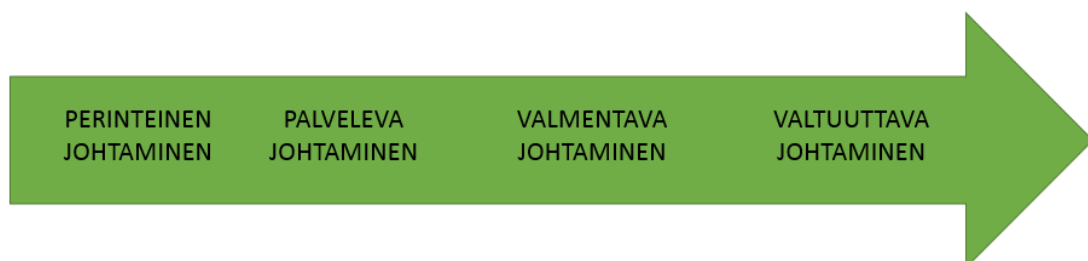 PERINTEINEN JOHTAMINEN
PALVELEVA JOHTAMINEN
VALMENTAVA JOHTAMINEN
VALTUUTTAVA JOHTAMINEN